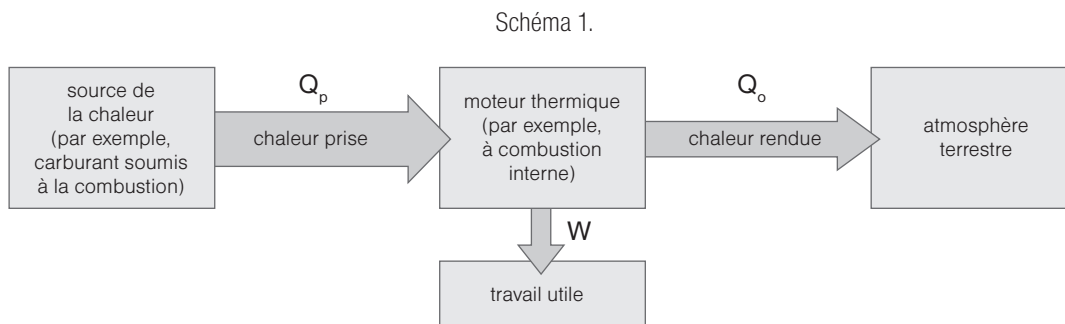 Schéma 1.
source de
la chaleur
(par exemple,
carburant soumis
à la combustion)
Qp
chaleur prise
moteur thermique
(par exemple,
à combustion
interne)
Qo
chaleur rendue
atmosphère
terrestre
W
travail utile